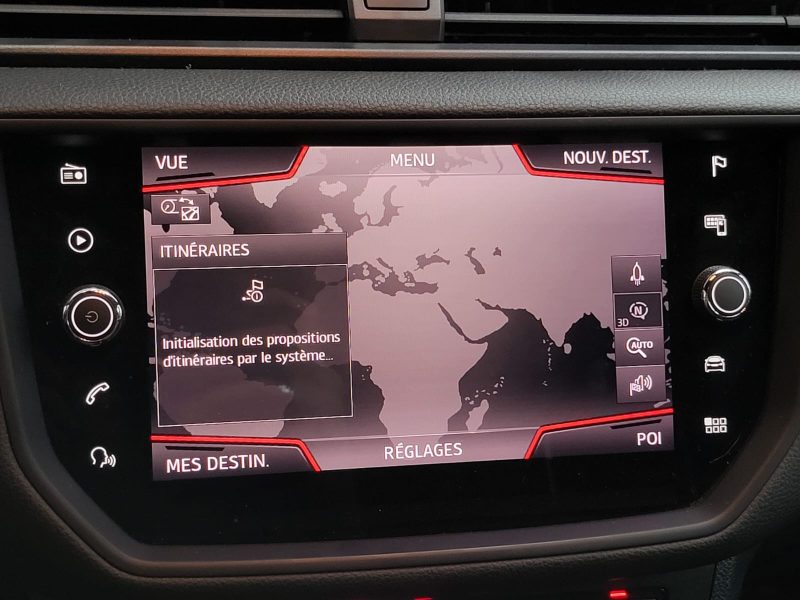 VUE
MENU
NOUV. DEST.
ITINÉRAIRES
Initialisation des propositions
d'itinéraires par le système...
N
3D
AUTO
MES DESTIN.
RÉGLAGES
POI